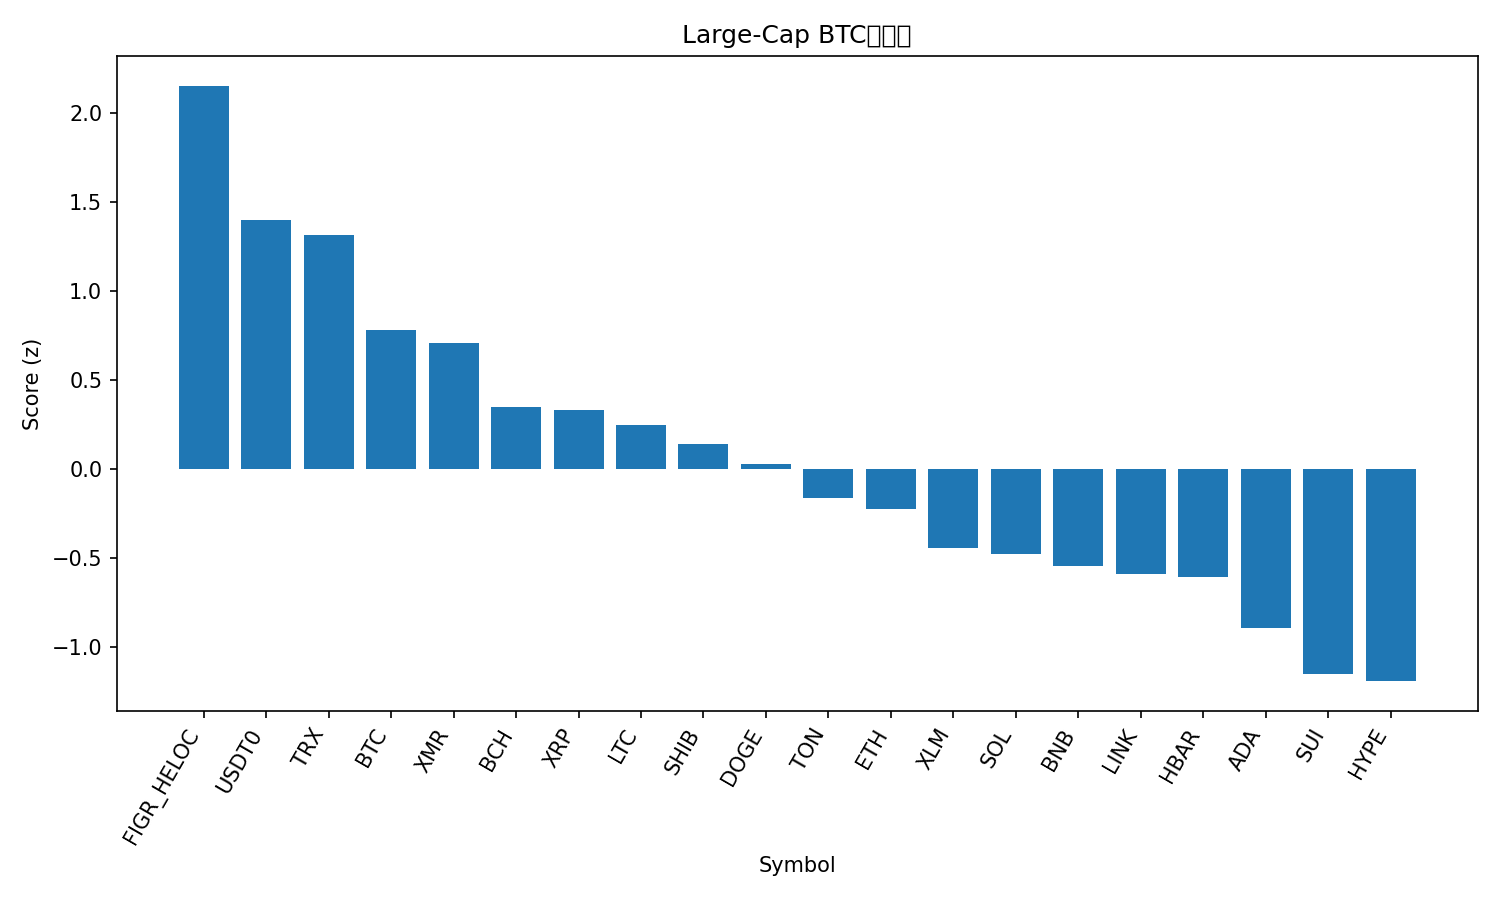 Large-Cap BTC
Score (z)
2.0
1.5
1.0
0.5
0.0
−0.5
−1.0
FIGR_HELOC
USDT0
TRX
BTC
XMR
BCH
XRP
LTC
SHIB
DOGE
TON
ETH
XLM
SOL
BNB
LINK
HBAR
ADA
SUI
HYPE
Symbol